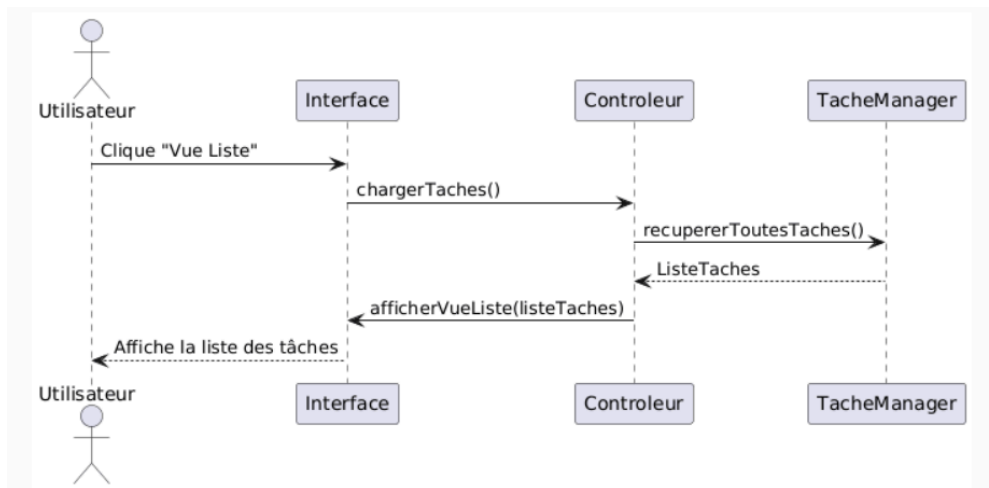 Utilisateur
Interface
Controleur
TacheManager
Clique "Vue Liste"
chargerTaches()
recupererToutesTaches()
ListeTaches
afficherVueListe(listeTaches)
Affiche la liste des tâches
Utilisateur
Interface
Controleur
TacheManager